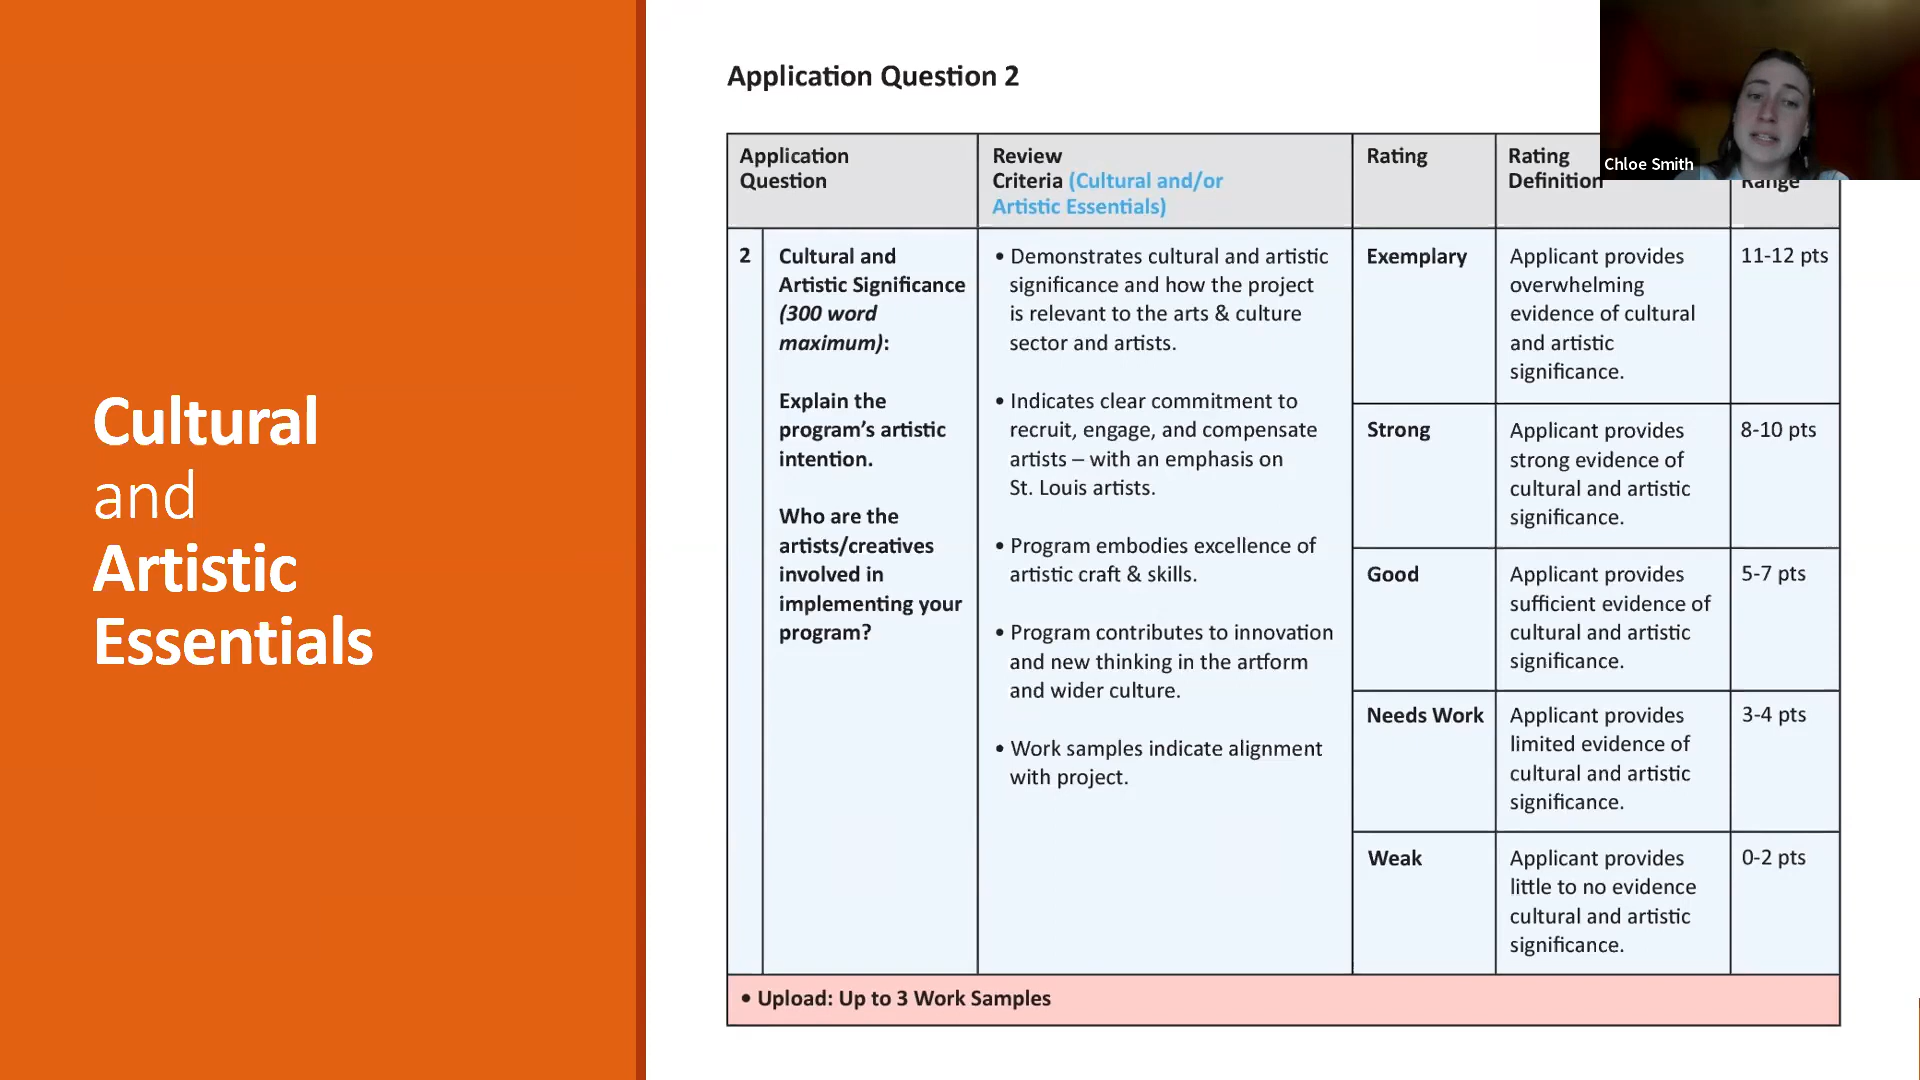 Cultural
and
Artistic
Essentials
Application Question 2
Chloe Smith
Application
Question
Review
Criteria (Cultural and/or
Artistic Essentials)
Rating
Rating
Definition
Range
2
Cultural and
Artistic Significance
(300 word
maximum):
Explain the
program's artistic
intention.
Who are the
artists/creatives
involved in
implementing your
program?
• Demonstrates cultural and artistic
significance and how the project
is relevant to the arts & culture
sector and artists.
• Indicates clear commitment to
recruit, engage, and compensate
artists – with an emphasis on
St. Louis artists.
• Program embodies excellence of
artistic craft & skills.
• Program contributes to innovation
and new thinking in the artform
and wider culture.
• Work samples indicate alignment
with project.
Exemplary
Applicant provides
overwhelming
evidence of cultural
and artistic
significance.
11-12 pts
Strong
Applicant provides
strong evidence of
cultural and artistic
significance.
8-10 pts
Good
Applicant provides
sufficient evidence of
cultural and artistic
significance.
5-7 pts
Needs Work
Applicant provides
limited evidence of
cultural and artistic
significance.
3-4 pts
Weak
Applicant provides
little to no evidence
cultural and artistic
significance.
0-2 pts
• Upload: Up to 3 Work Samples